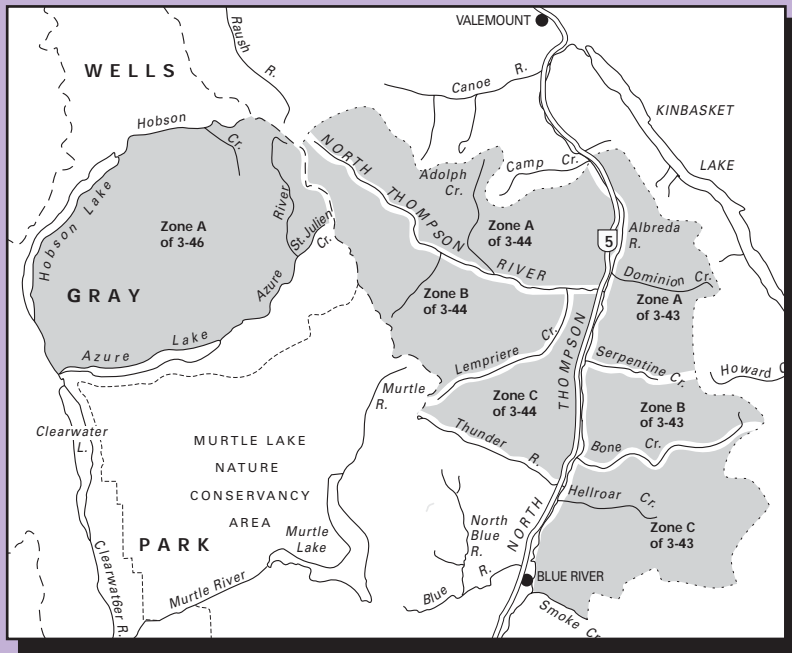 VALEMOUNT
Raush
R.
WELLS
Canoe R.
KINBASKET
LAKE
Hobson
Cr.
NORTH THOMPSON RIVER
Adolph
Cr.
Camp Cr.
Hobson Lake
River
Zone A
of 3-46
St. Julien
Cr.
Zone A
of 3-44
5
Albreda
R.
GRAY
Azure
Zone B
of 3-44
Dominion Cr.
Zone A
of 3-43
Azure Lake
Lempriere Cr.
THOMPSON
Serpentine Cr.
Howard C
Murtle
R.
Zone C
of 3-44
Zone B
of 3-43
Clearwater
L.
MURTLE LAKE
NATURE
CONSERVANCY
AREA
Thunder R.
Bone Cr.
Hellroar Cr.
PARK
Murtle
Lake
North
Blue
R.
NORTH
Zone C
of 3-43
Clearwat6er R.
Murtle River
Blue R.
BLUE RIVER
Smoke Cr